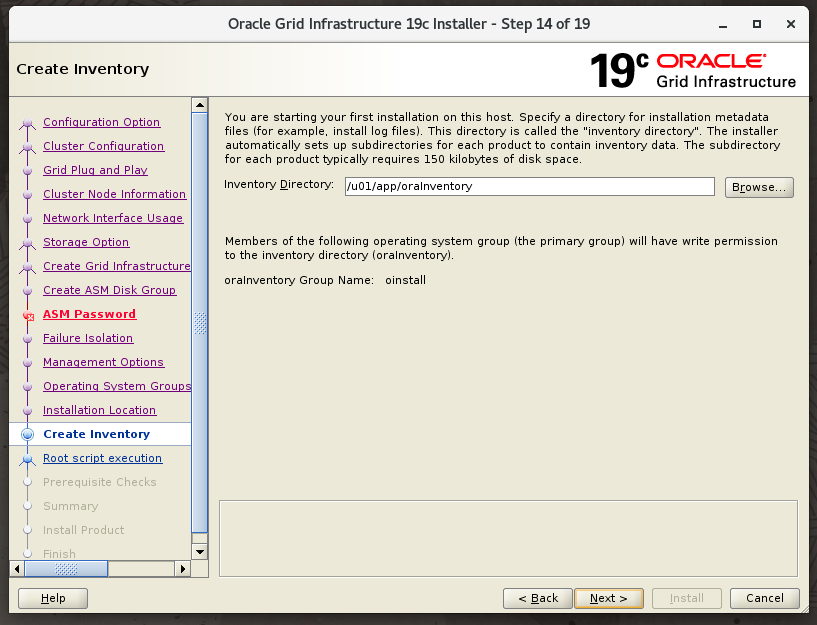 Oracle Grid Infrastructure 19c Installer - Step 14 of 19
Create Inventory
19c ORACLE
Grid Infrastructure
Configuration Option
Cluster Configuration
Grid Plug and Play
Cluster Node Information
Network Interface Usage
Storage Option
Create Grid Infrastructure
Create ASM Disk Group
ASM Password
Failure Isolation
Management Options
Operating System Groups
Installation Location
Create Inventory
Root script execution
Prerequisite Checks
Summary
Install Product
Finish
You are starting your first installation on this host. Specify a directory for installation metadata
files (for example, install log files). This directory is called the "inventory directory". The installer
automatically sets up subdirectories for each product to contain inventory data. The subdirectory
for each product typically requires 150 kilobytes of disk space.
Inventory Directory: /u01/app/oraInventory Browse...
Members of the following operating system group (the primary group) will have write permission
to the inventory directory (oraInventory).
oraInventory Group Name: oinstall
Help < Back Next > Install Cancel